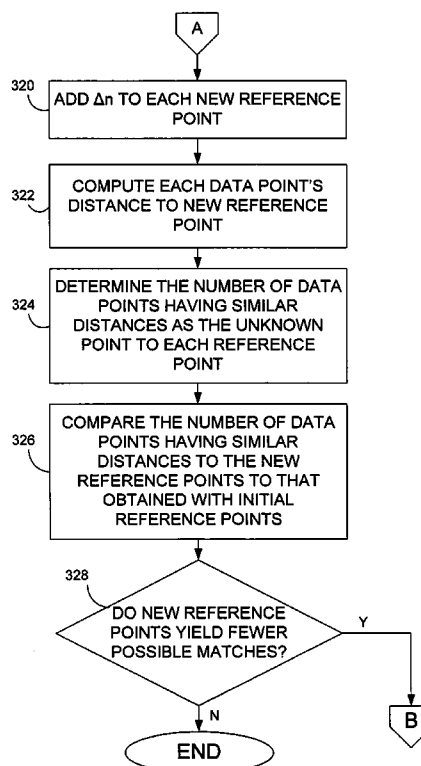 A
320
ADD Δn TO EACH NEW REFERENCE
POINT
322
COMPUTE EACH DATA POINT'S
DISTANCE TO NEW REFERENCE
POINT
324
DETERMINE THE NUMBER OF DATA
POINTS HAVING SIMILAR
DISTANCES AS THE UNKNOWN
POINT TO EACH REFERENCE
POINT
326
COMPARE THE NUMBER OF DATA
POINTS HAVING SIMILAR
DISTANCES TO THE NEW
REFERENCE POINTS TO THAT
OBTAINED WITH INITIAL
REFERENCE POINTS
328
DO NEW REFERENCE
POINTS YIELD FEWER
POSSIBLE MATCHES?
Y
B
N
END